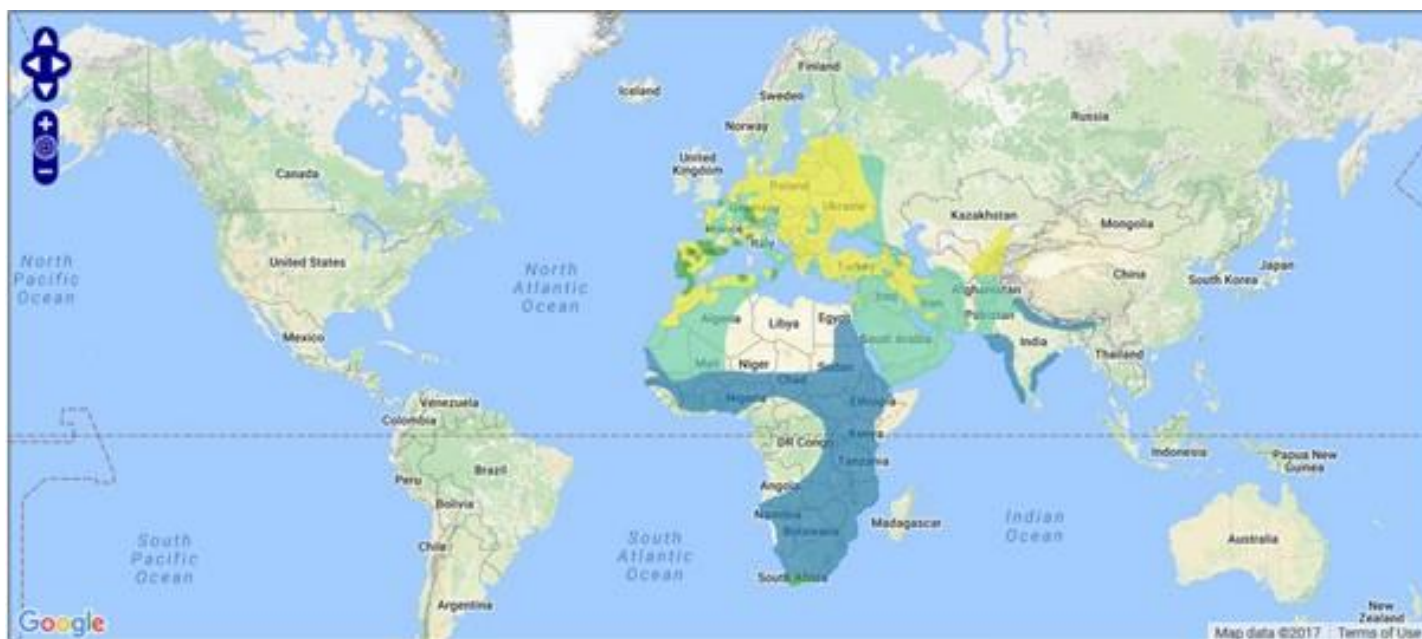 Finland
Iceland
Sweden
Russia
Norway
United
Kingdom
Canada
Poland
Ukraine
Kazakhstan
Mongolia
Italy
North
Pacific
Ocean
United States
North
Atlantic
Ocean
Turkey
China
South Korea
Japan
Afghanistan
Iraq
Iran
Pakistan
Algeria
Libya
Egypt
Saudi Arabia
Mexico
India
Mali
Niger
Sudan
Thailand
Chad
Venezuela
Nigeria
Ethiopia
Colombia
DR Congo
Kenya
Indonesia
Papua New
Guinea
Tanzania
Brazil
Peru
Angola
Bolivia
Namibia
Madagascar
Indian
Ocean
Botswana
South
Pacific
Ocean
South
Atlantic
Ocean
Chile
Australia
South Africa
Argentina
New
Zealand
Google
Map data ©2017
Terms of Use